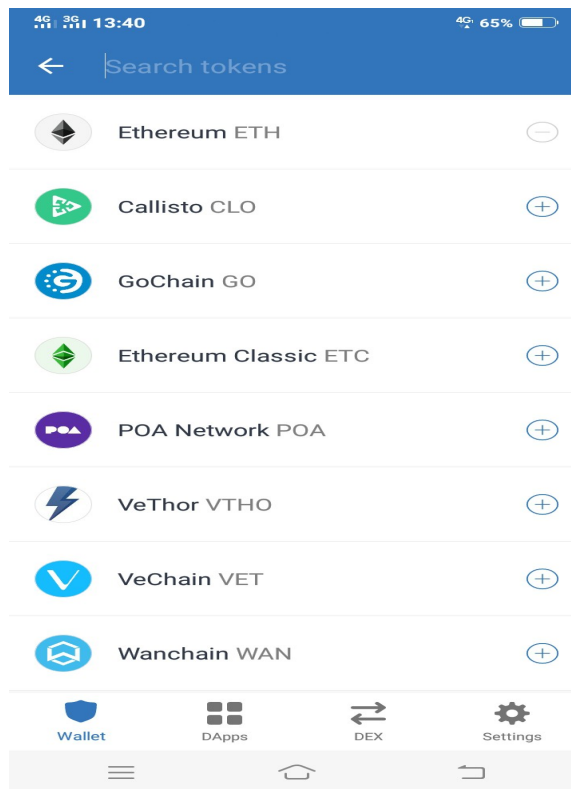 4G 3G 13:40 4G 65%
Search tokens
Ethereum ETH
Callisto CLO
GoChain GO
Ethereum Classic ETC
POA POA Network POA
VeThor VTHO
VeChain VET
Wanchain WAN
Wallet DApps DEX Settings